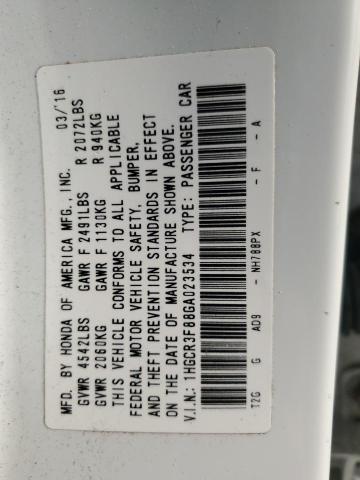 MFD. BY HONDA OF AMERICA MFG., INC. 03/'16
GVWR 4542LBS GAWR F 2491LBS R 2072LBS
GVWR 2060KG GAWR F 1130KG R 940KG
THIS VEHICLE CONFORMS TO ALL APPLICABLE
FEDERAL MOTOR VEHICLE SAFETY, BUMPER,
AND THEFT PREVENTION STANDARDS IN EFFECT
ON THE DATE OF MANUFACTURE SHOWN ABOVE.
V.I.N.: 1HGCR3F88GA023534 TYPE: PASSENGER CAR
T2G G AD9 - NH788PX - F - A